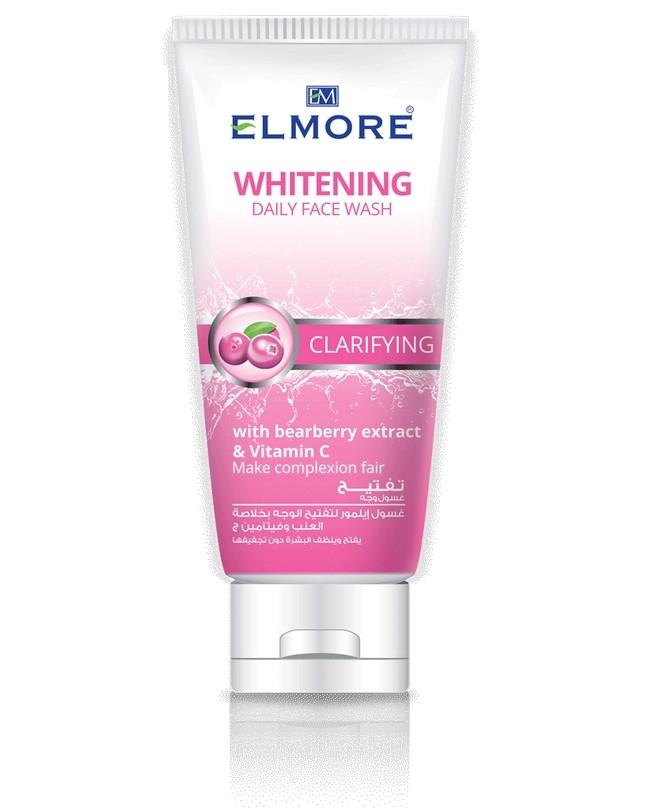 EM
ELMORE®
WHITENING
DAILY FACE WASH
CLARIFYING
with bearberry extract
& Vitamin C
Make complexion fair
تفتيح
غسول وجه
غسول إيلمور لتفتيح الوجه بخلاصة
العنب وفيتامين ج
يفتح وينظف البشرة دون تجفيفها